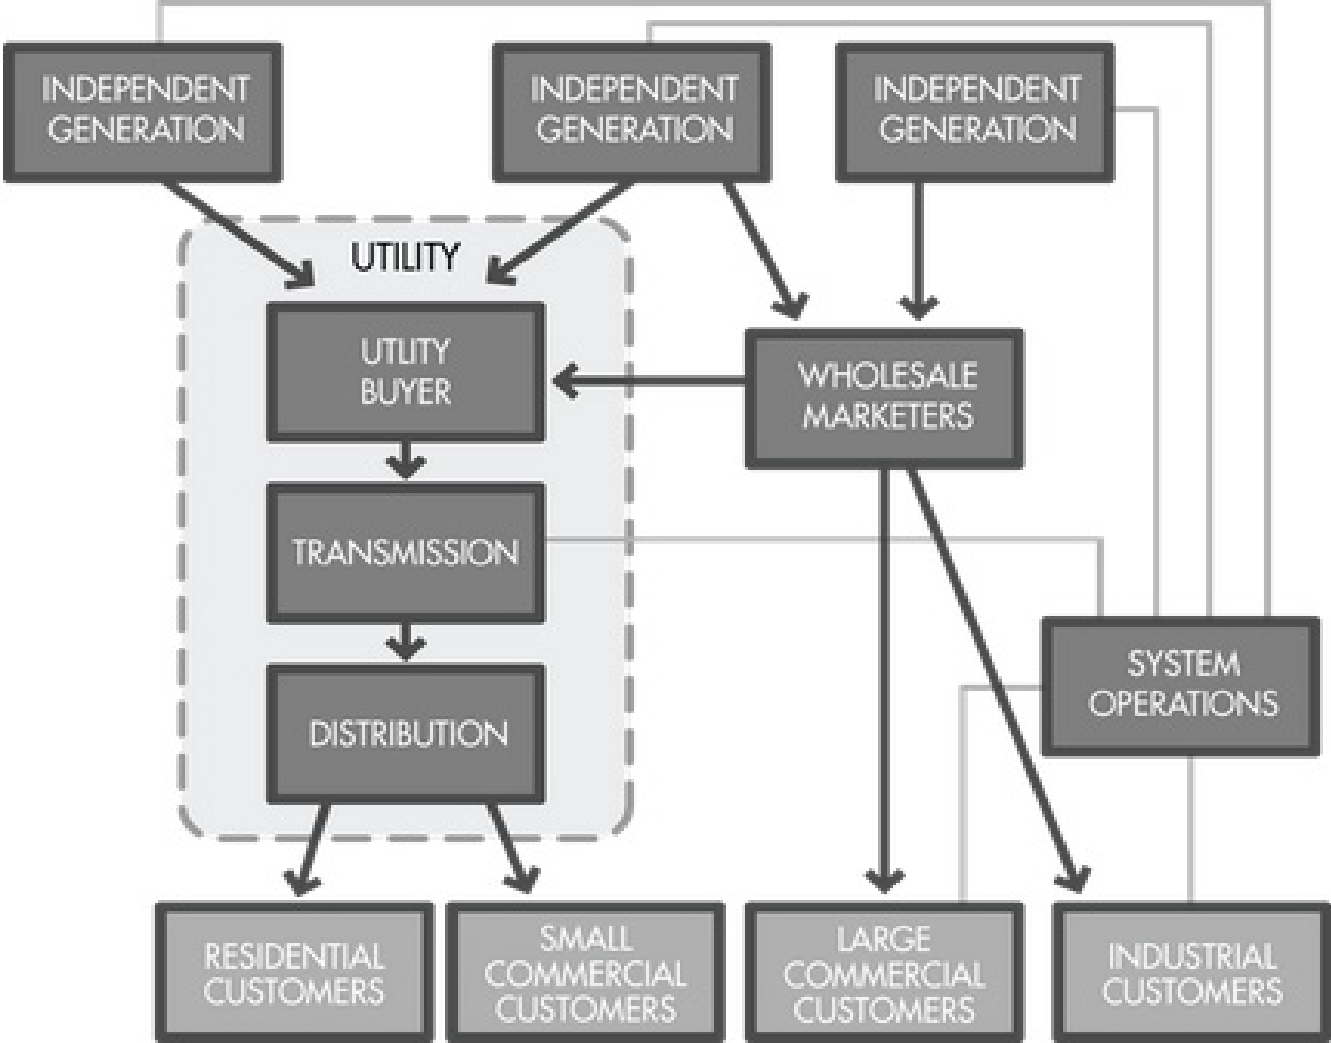 INDEPENDENT
GENERATION
INDEPENDENT
GENERATION
INDEPENDENT
GENERATION
UTILITY
UTLITY
BUYER
WHOLESALE
MARKETERS
TRANSMISSION
SYSTEM
OPERATIONS
DISTRIBUTION
RESIDENTIAL
CUSTOMERS
SMALL
COMMERCIAL
CUSTOMERS
LARGE
COMMERCIAL
CUSTOMERS
INDUSTRIAL
CUSTOMERS